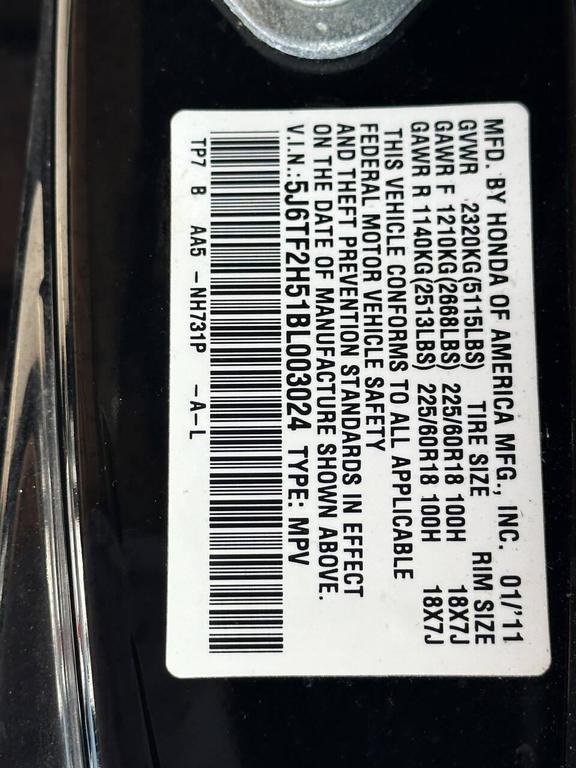 MFD. BY HONDA OF AMERICA MFG., INC. 01/'11
GVWR 2320KG(5115LBS) TIRE SIZE RIM SIZE
GAWR F 1210KG(2668LBS) 225/60R18 100H 18X7J
GAWR R 1140KG(2513LBS) 225/60R18 100H 18X7J
THIS VEHICLE CONFORMS TO ALL APPLICABLE
FEDERAL MOTOR VEHICLE SAFETY
AND THEFT PREVENTION STANDARDS IN EFFECT
ON THE DATE OF MANUFACTURE SHOWN ABOVE.
V.I.N.: 5J6TF2H51BL003024 TYPE: MPV
TP7 B AA5 -NH731P -A-L